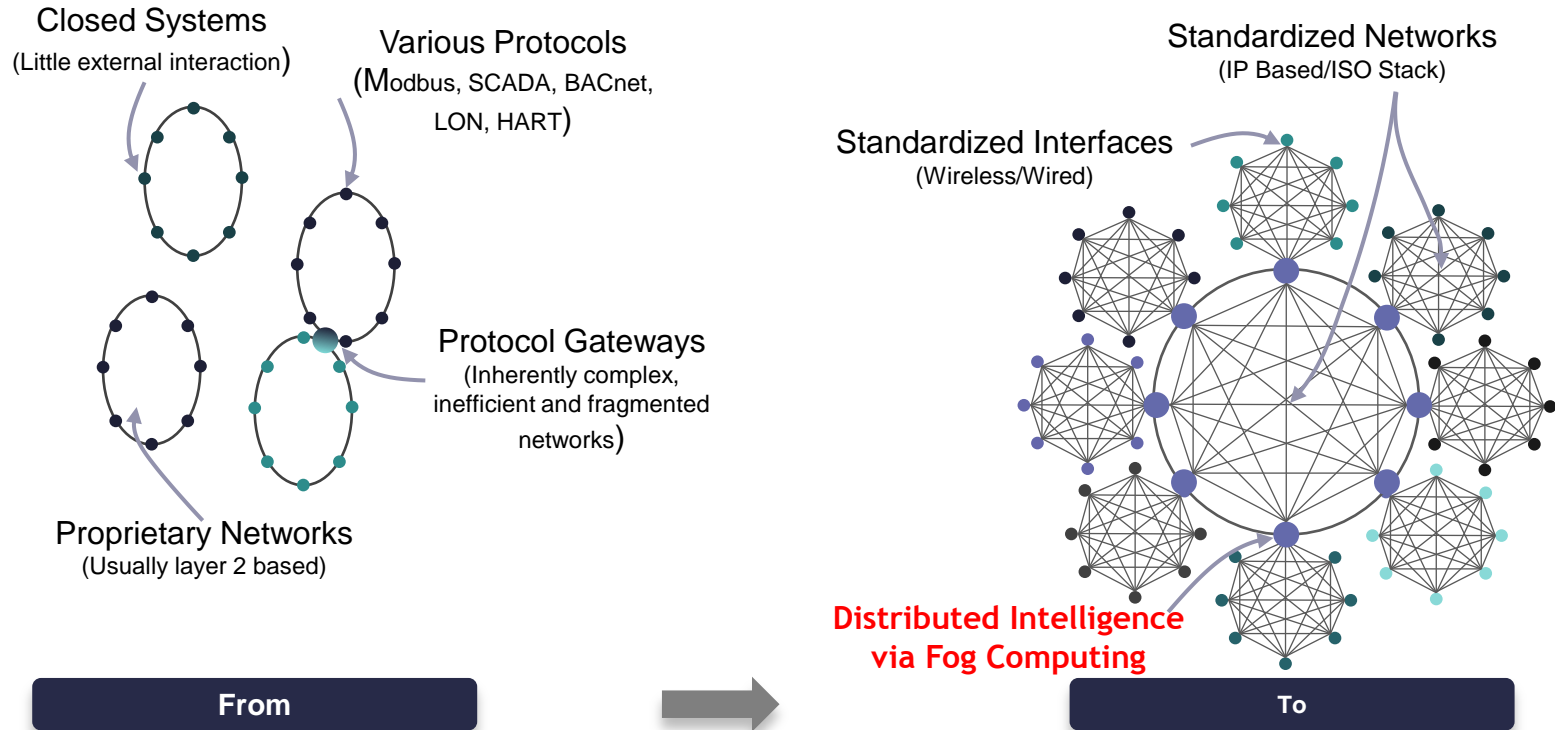 Closed Systems
(Little external interaction)
Various Protocols
(Modbus, SCADA, BACnet,
LON, HART)
Protocol Gateways
(Inherently complex,
inefficient and fragmented
networks)
Proprietary Networks
(Usually layer 2 based)
From
Standardized Networks
(IP Based/ISO Stack)
Standardized Interfaces
(Wireless/Wired)
Distributed Intelligence
via Fog Computing
To